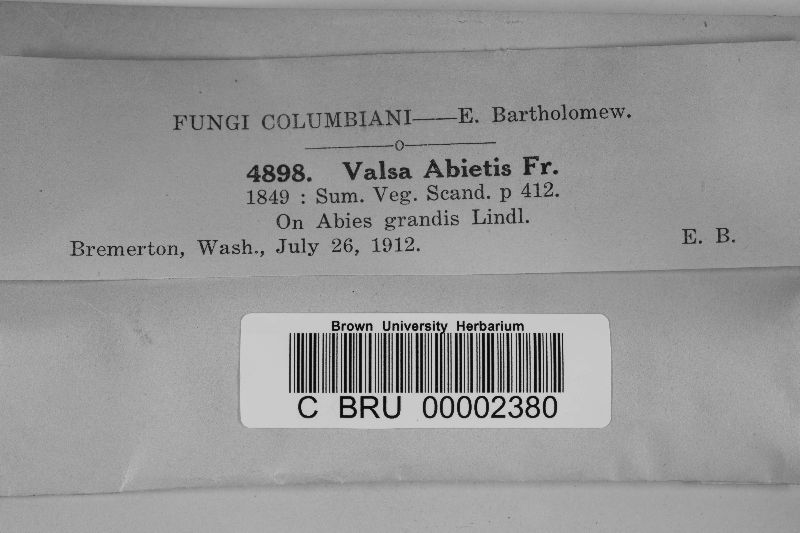 FUNGI COLUMBIANI——E. Bartholomew.
o
4898. Valsa Abietis Fr.
1849 : Sum. Veg. Scand. p 412.
On Abies grandis Lindl.
Bremerton, Wash., July 26, 1912. E. B.
Brown University Herbarium
C BRU 00002380